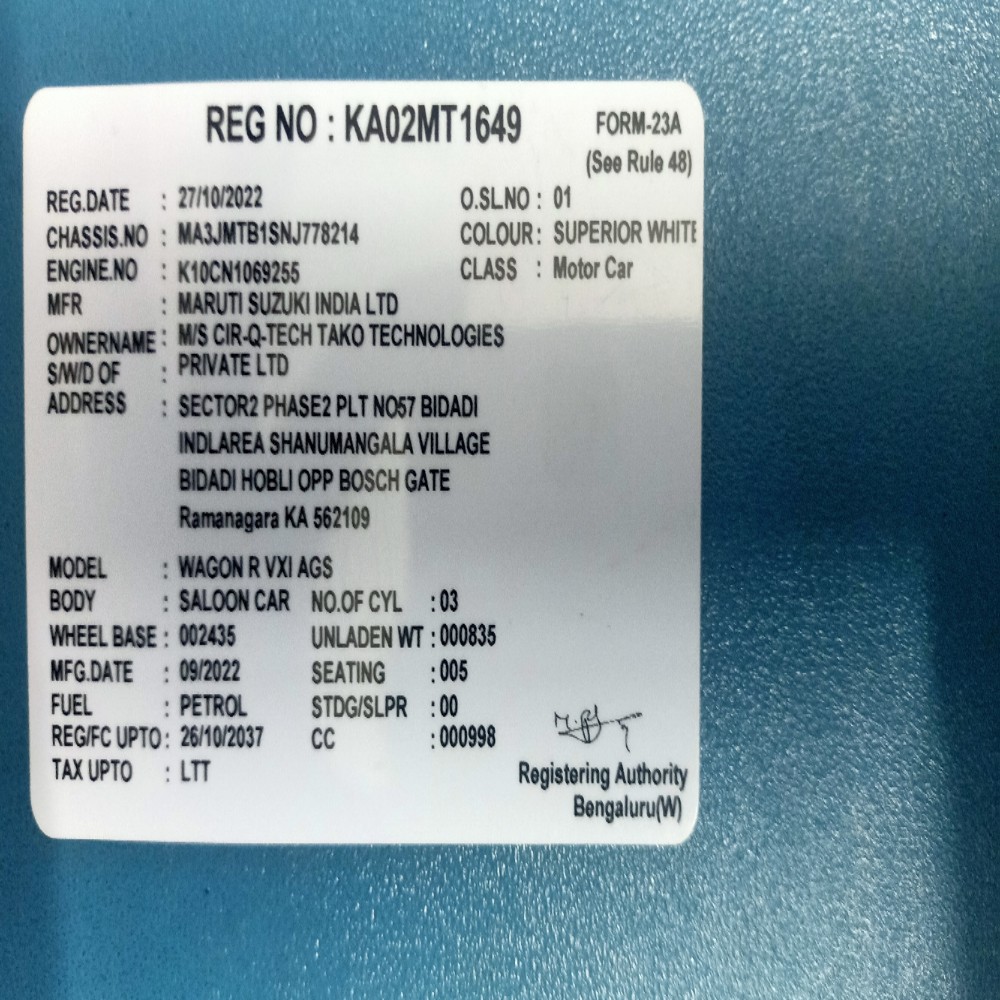 REG NO : KA02MT1649 FORM-23A
(See Rule 48)
REG.DATE : 27/10/2022 O.SLNO : 01
CHASSIS.NO : MA3JMTB1SNJ778214 COLOUR : SUPERIOR WHITE
ENGINE.NO : K10CN1069255 CLASS : Motor Car
MFR : MARUTI SUZUKI INDIA LTD
OWNERNAME : M/S CIR-Q-TECH TAKO TECHNOLOGIES
S/W/D OF : PRIVATE LTD
ADDRESS : SECTOR2 PHASE2 PLT NO57 BIDADI
INDLAREA SHANUMANGALA VILLAGE
BIDADI HOBLI OPP BOSCH GATE
Ramanagara KA 562109
MODEL : WAGON R VXI AGS
BODY : SALOON CAR NO.OF CYL : 03
WHEEL BASE : 002435 UNLADEN WT : 000835
MFG.DATE : 09/2022 SEATING : 005
FUEL : PETROL STDG/SLPR : 00
REG/FC UPTO : 26/10/2037 CC : 000998
TAX UPTO : LTT
Registering Authority
Bengaluru(W)